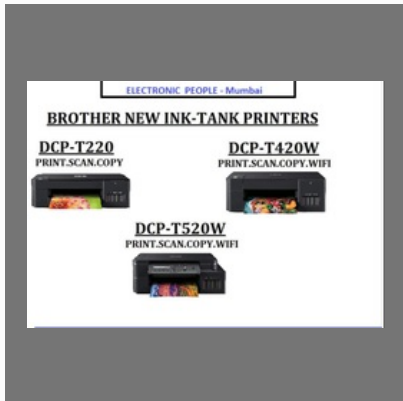 ELECTRONIC PEOPLE - Mumbai
BROTHER NEW INK-TANK PRINTERS
DCP-T220
PRINT.SCAN.COPY
DCP-T420W
PRINT.SCAN.COPY.WIFI
DCP-T520W
PRINT.SCAN.COPY.WIFI